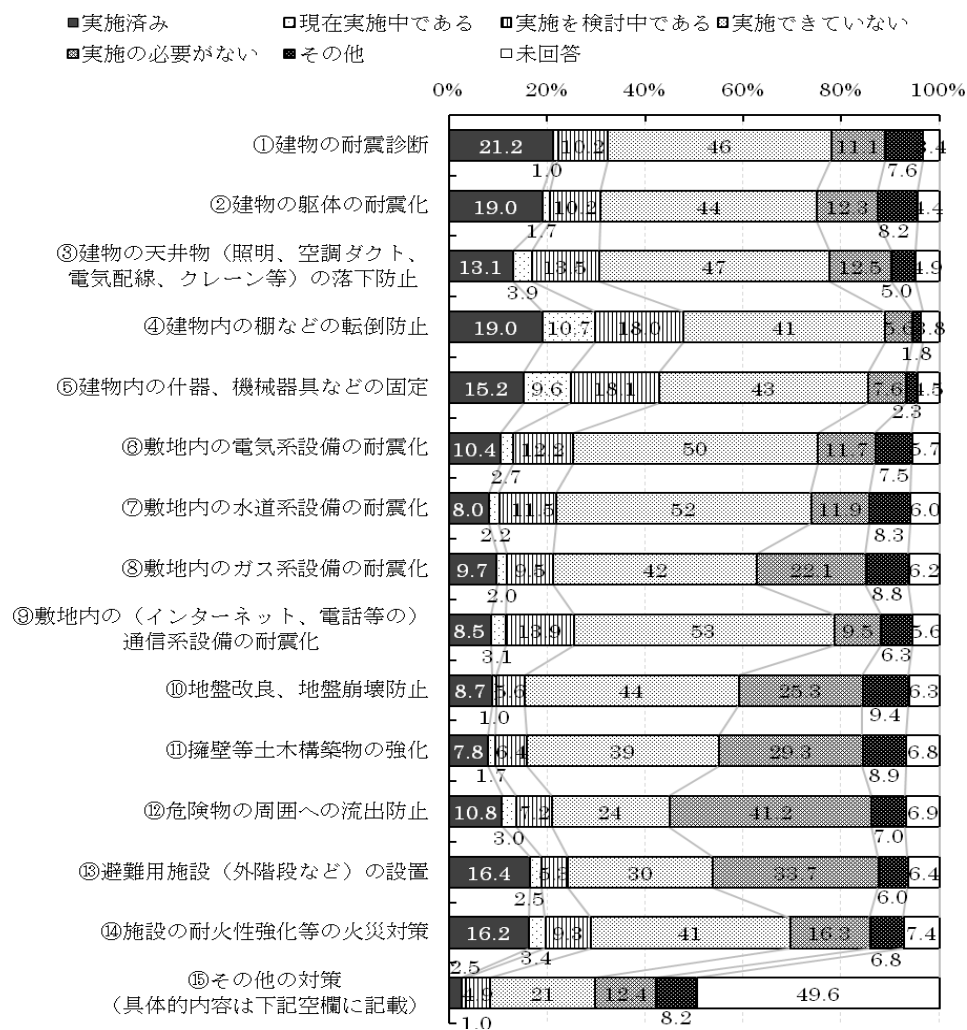 ■実施済み □現在実施中である ▥実施を検討中である ▨実施できていない
▩実施の必要がない ■その他 □未回答
0% 20% 40% 60% 80% 100%
①建物の耐震診断 21.2 10.2 46 11.1 3.4
1.0 7.6
②建物の躯体の耐震化 19.0 10.2 44 12.3 4.4
1.7 8.2
③建物の天井物（照明、空調ダクト、
電気配線、クレーン等）の落下防止 13.1 13.5 47 12.5 4.9
3.9 5.0
④建物内の棚などの転倒防止 19.0 10.7 18.0 41 5.6 3.8
1.8
⑤建物内の什器、機械器具などの固定 15.2 9.6 18.1 43 7.6 4.5
2.3
⑥敷地内の電気系設備の耐震化 10.4 12.2 50 11.7 5.7
2.7 7.5
⑦敷地内の水道系設備の耐震化 8.0 11.5 52 11.9 6.0
2.2 8.3
⑧敷地内のガス系設備の耐震化 9.7 9.5 42 22.1 6.2
2.0 8.8
⑨敷地内の（インターネット、電話等の）
通信系設備の耐震化 8.5 13.9 53 9.5 5.6
3.1 6.3
⑩地盤改良、地盤崩壊防止 8.7 5.6 44 25.3 6.3
1.0 9.4
⑪擁壁等土木構築物の強化 7.8 6.4 39 29.3 6.8
1.7 8.9
⑫危険物の周囲への流出防止 10.8 7.2 24 41.2 6.9
3.0 7.0
⑬避難用施設（外階段など）の設置 16.4 5.3 30 33.7 6.4
2.5 6.0
⑭施設の耐火性強化等の火災対策 16.2 9.3 41 16.3 7.4
2.5 3.4 6.8
⑮その他の対策
（具体的内容は下記空欄に記載） 4.9 21 12.4 49.6
1.0 8.2